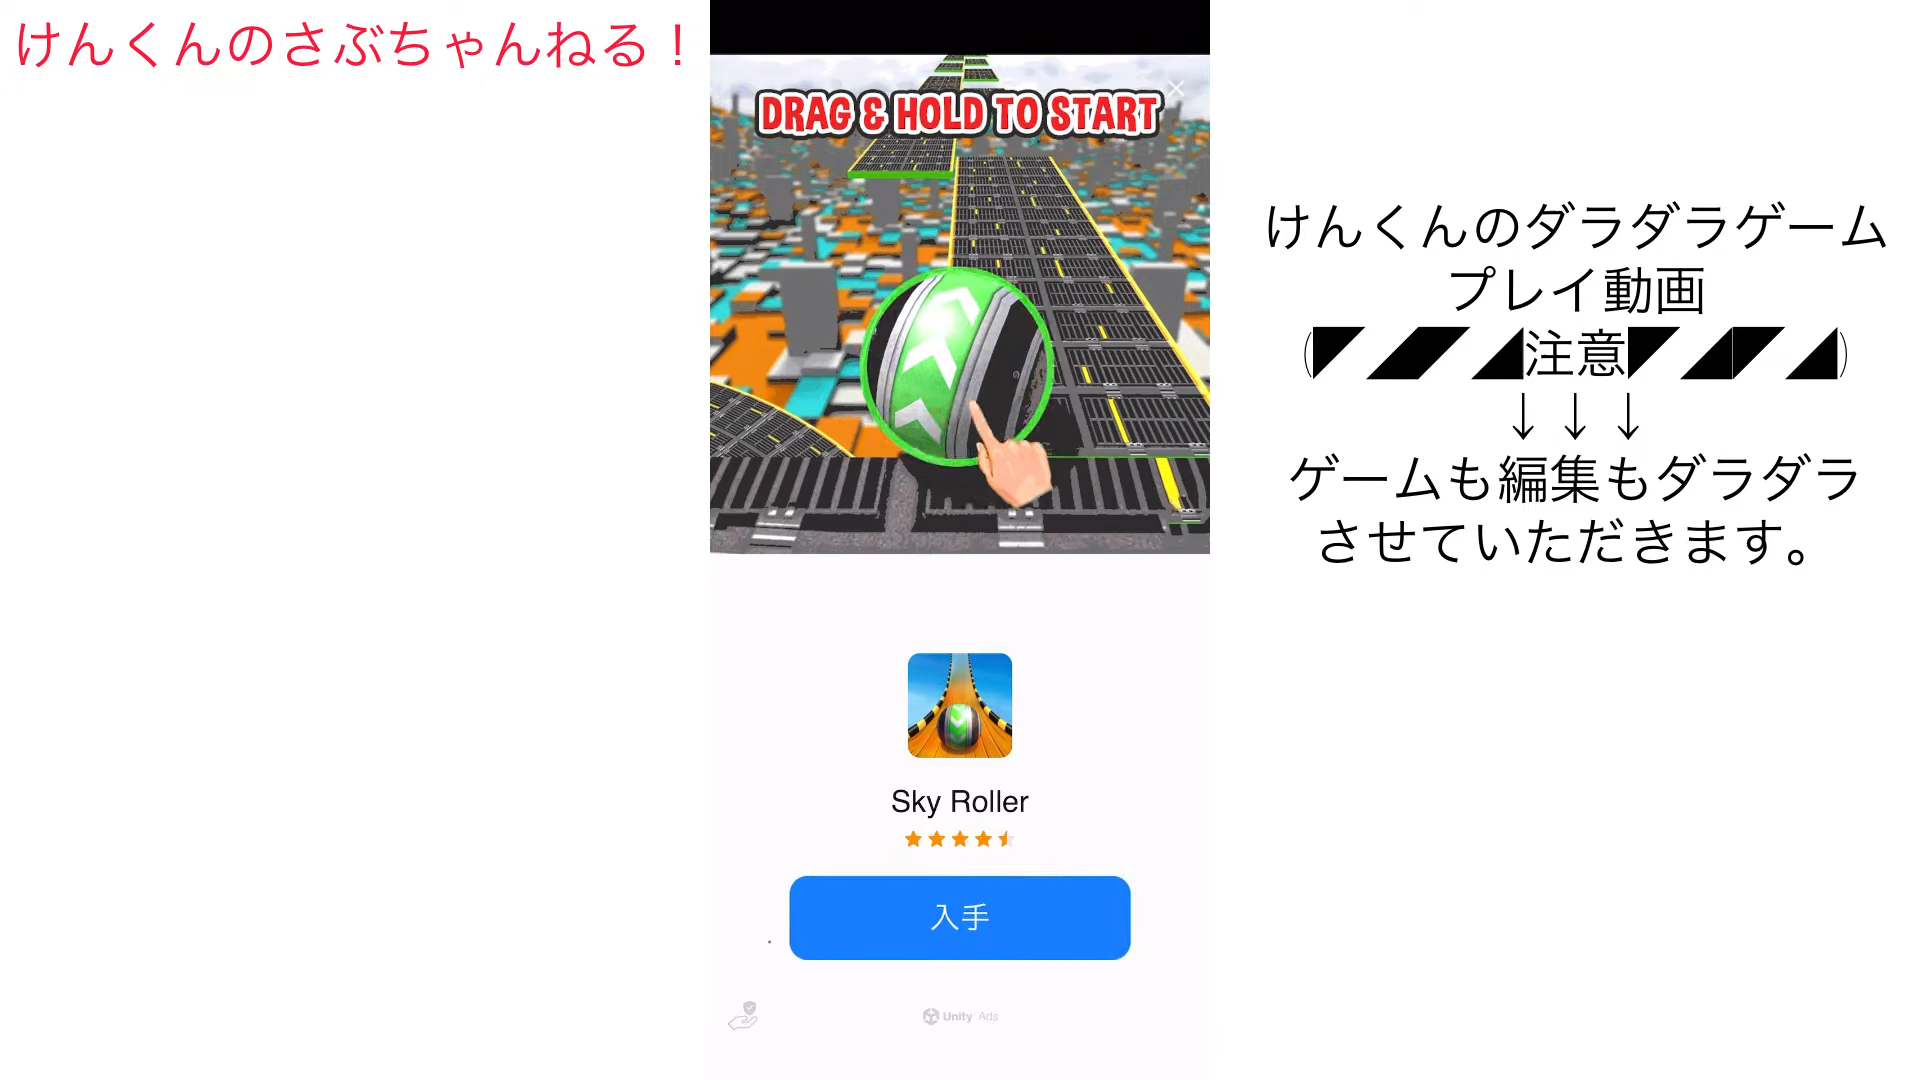 けんくんのさぶちゃんねる！
DRAG & HOLD TO START
Sky Roller
入手
Unity Ads
けんくんのダラダラゲーム
プレイ動画
(◤◢◤◢注意◤◢◤◢)
↓↓↓
ゲームも編集もダラダラ
させていただきます。